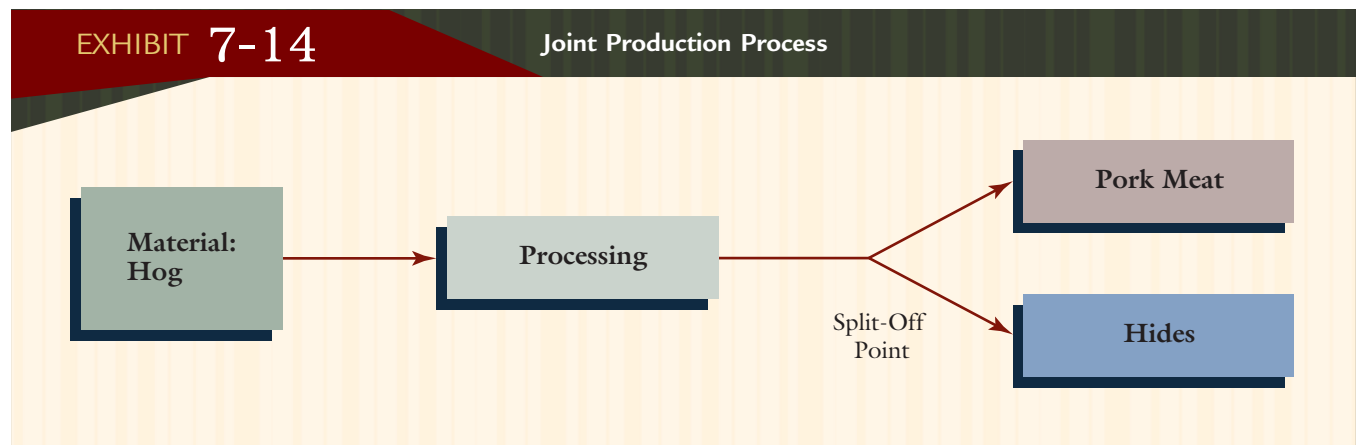 EXHIBIT 7-14
Joint Production Process
Material:
Hog
Processing
Split-Off
Point
Pork Meat
Hides